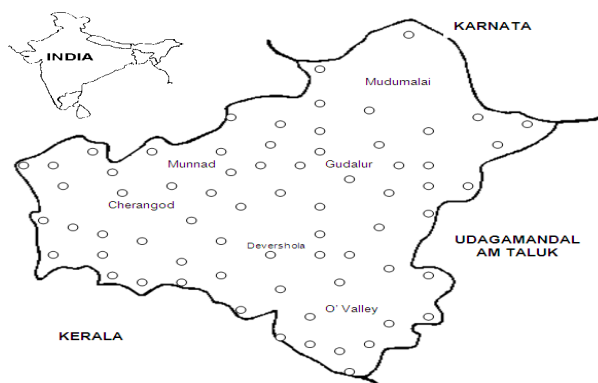 KARNATA
INDIA
Mudumalai
Munnad
Gudalur
Cherangod
Devershola
UDAGAMANDAL
AM TALUK
O' Valley
KERALA